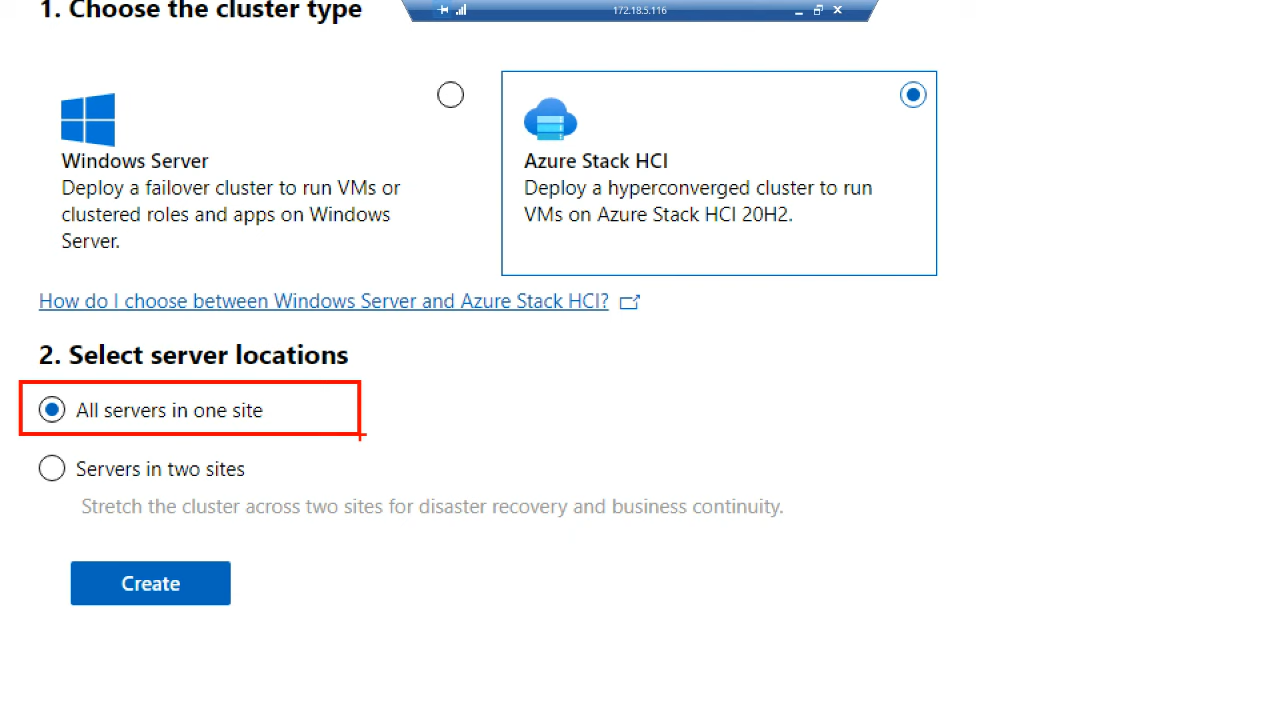 172.18.5.116
1. Choose the cluster type
Windows Server
Deploy a failover cluster to run VMs or
clustered roles and apps on Windows
Server.
Azure Stack HCI
Deploy a hyperconverged cluster to run
VMs on Azure Stack HCI 20H2.
How do I choose between Windows Server and Azure Stack HCI?
2. Select server locations
All servers in one site
Servers in two sites
Stretch the cluster across two sites for disaster recovery and business continuity.
Create